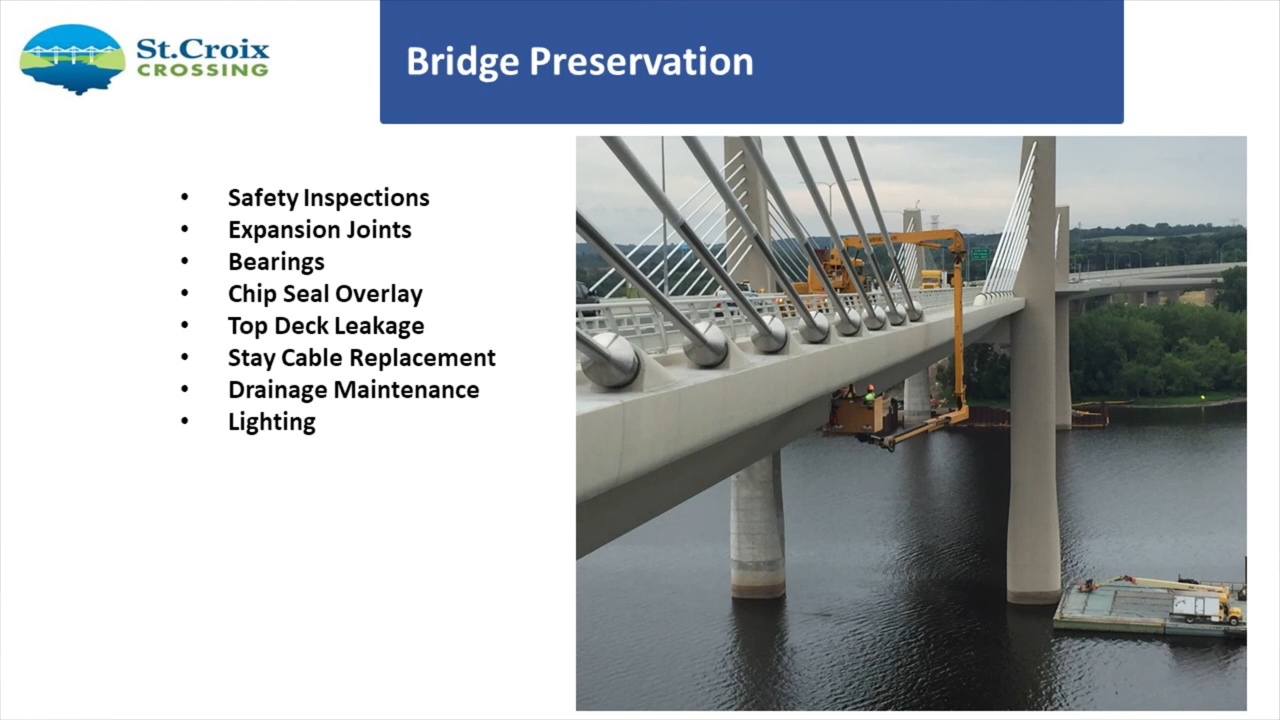 St.Croix
CROSSING
Bridge Preservation
• Safety Inspections
• Expansion Joints
• Bearings
• Chip Seal Overlay
• Top Deck Leakage
• Stay Cable Replacement
• Drainage Maintenance
• Lighting